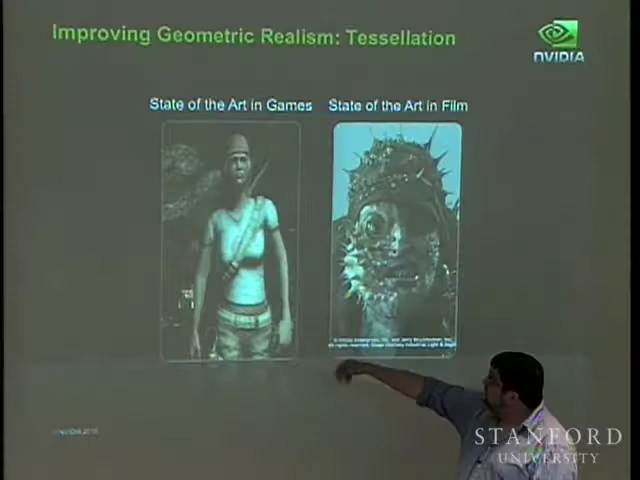 Improving Geometric Realism: Tessellation
NVIDIA
State of the Art in Games
State of the Art in Film
STANFORD
UNIVERSITY